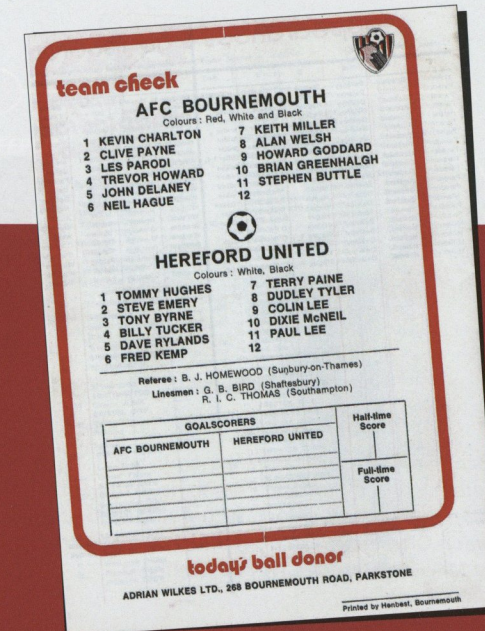 team check
AFC BOURNEMOUTH
Colours : Red, White and Black
1 KEVIN CHARLTON
2 CLIVE PAYNE
3 LES PARODI
4 TREVOR HOWARD
5 JOHN DELANEY
6 NEIL HAGUE
7 KEITH MILLER
8 ALAN WELSH
9 HOWARD GODDARD
10 BRIAN GREENHALGH
11 STEPHEN BUTTLE
12
HEREFORD UNITED
Colours : White, Black
1 TOMMY HUGHES
2 STEVE EMERY
3 TONY BYRNE
4 BILLY TUCKER
5 DAVE RYLANDS
6 FRED KEMP
7 TERRY PAINE
8 DUDLEY TYLER
9 COLIN LEE
10 DIXIE McNEIL
11 PAUL LEE
12
Referee : B. J. HOMEWOOD (Sunbury-on-Thames)
Linesmen : G. B. BIRD (Shaftesbury)
R. I. C. THOMAS (Southampton)
GOALSCORERS
AFC BOURNEMOUTH
HEREFORD UNITED
Half-time
Score
Full-time
Score
today's ball donor
ADRIAN WILKES LTD., 268 BOURNEMOUTH ROAD, PARKSTONE
Printed by Henbest, Bournemouth